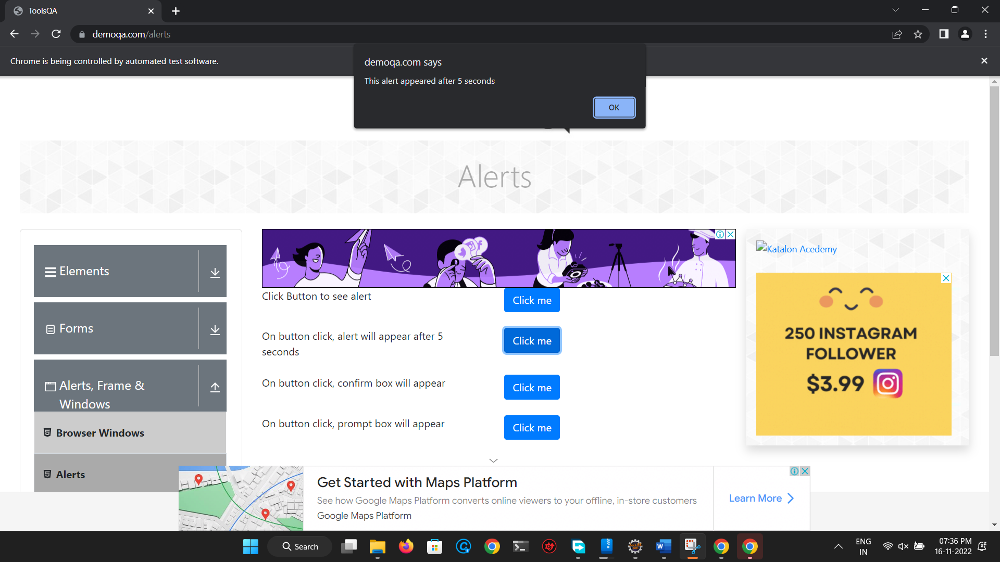 ToolsQA
demoqa.com/alerts
Chrome is being controlled by automated test software.
demoqa.com says
This alert appeared after 5 seconds
OK
Alerts
Elements
Forms
Alerts, Frame &
Windows
Browser Windows
Alerts
Click Button to see alert
Click me
On button click, alert will appear after 5
seconds
Click me
On button click, confirm box will appear
Click me
On button click, prompt box will appear
Click me
Katalon Acedemy
250 INSTAGRAM
FOLLOWER
$3.99
Get Started with Maps Platform
See how Google Maps Platform converts online viewers to your offline, in-store customers
Google Maps Platform
Learn More
Search
ENG
IN
07:36 PM
16-11-2022